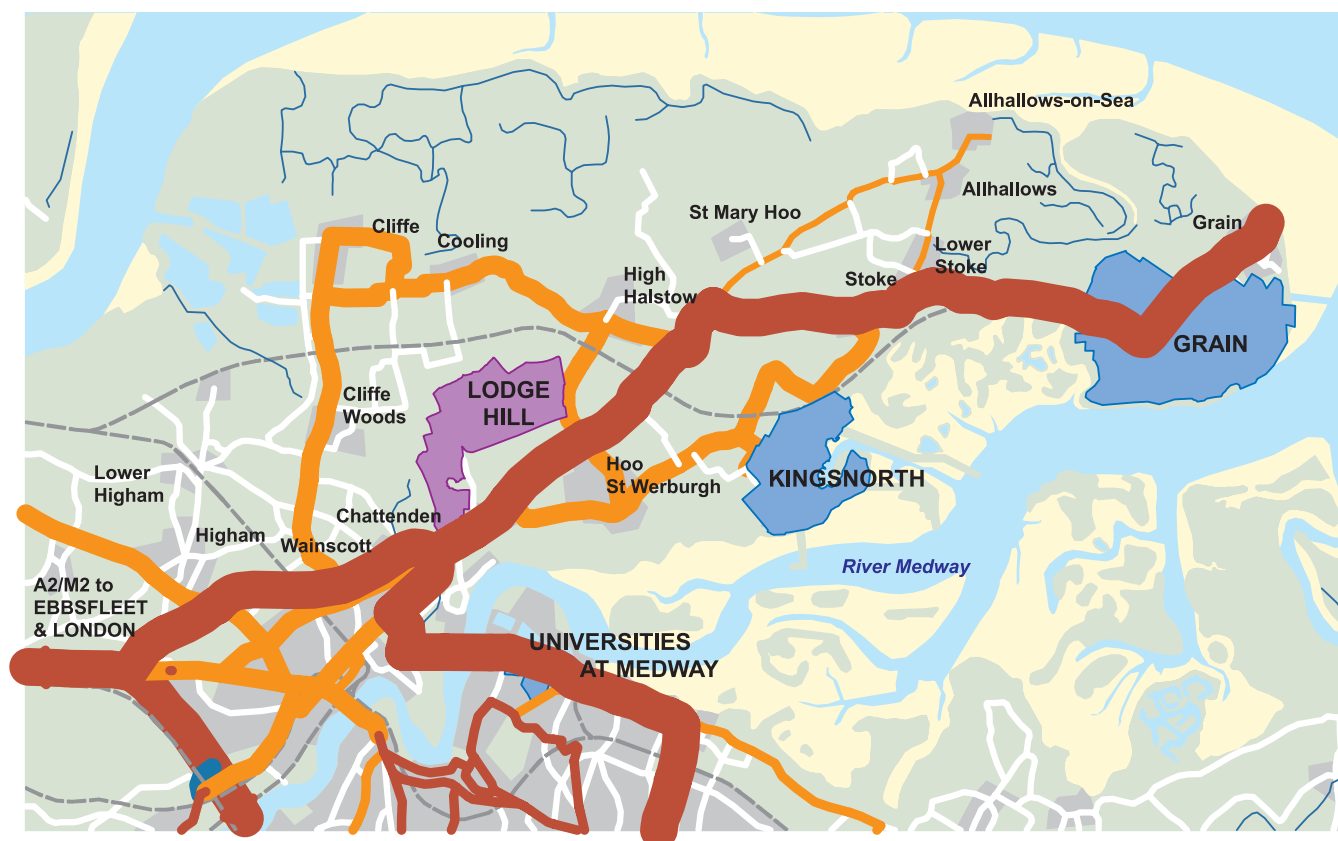 Allhallows-on-Sea
Allhallows
St Mary Hoo
Grain
Cliffe
Cooling
Lower
Stoke
High
Halstow
Stoke
GRAIN
LODGE
HILL
Cliffe
Woods
Hoo
St Werburgh
KINGSNORTH
Lower
Higham
Chattenden
Higham
Wainscott
River Medway
A2/M2 to
EBBSFLEET
& LONDON
UNIVERSITIES
AT MEDWAY